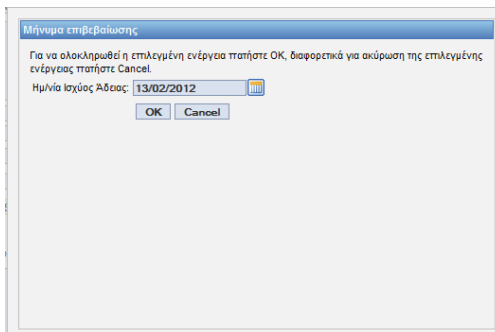 Μήνυμα επιβεβαίωσης
Για να ολοκληρωθεί η επιλεγμένη ενέργεια πατήστε OK, διαφορετικά για ακύρωση της επιλεγμένης
ενέργειας πατήστε Cancel.
Ημ/νία Ισχύος Άδειας: 13/02/2012
OK Cancel